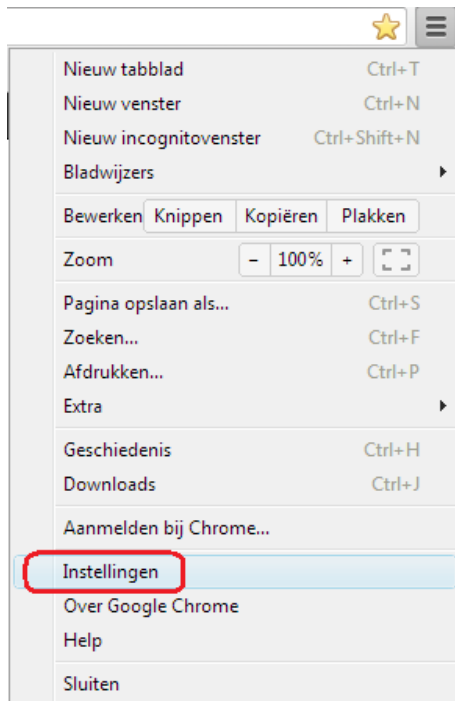 Nieuw tabblad Ctrl+T
Nieuw venster Ctrl+N
Nieuw incognitovenster Ctrl+Shift+N
Bladwijzers
Bewerken Knippen Kopiëren Plakken
Zoom - 100% +
Pagina opslaan als... Ctrl+S
Zoeken... Ctrl+F
Afdrukken... Ctrl+P
Extra
Geschiedenis Ctrl+H
Downloads Ctrl+J
Aanmelden bij Chrome...
Instellingen
Over Google Chrome
Help
Sluiten